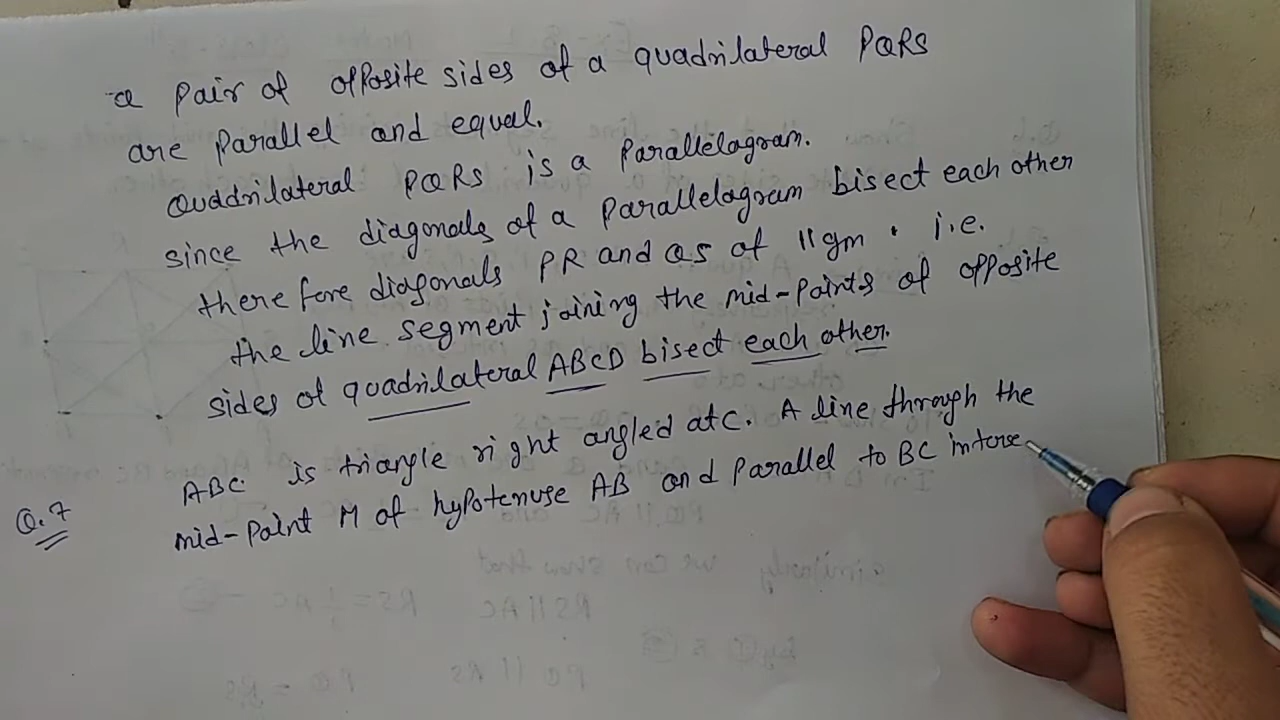 a pair of opposite sides of a quadrilateral PQRS
are parallel and equal.
Quadrilateral PQRS is a parallelogram.
since the diagonals of a parallelogram bisect each other
therefore diagonals PR and QS of ||gm . i.e.
the line segment joining the mid-points of opposite
sides of quadrilateral ABCD bisect each other.
Q.7 ABC is triangle right angled at C. A line through the
mid-point M of hypotenuse AB and parallel to BC interse